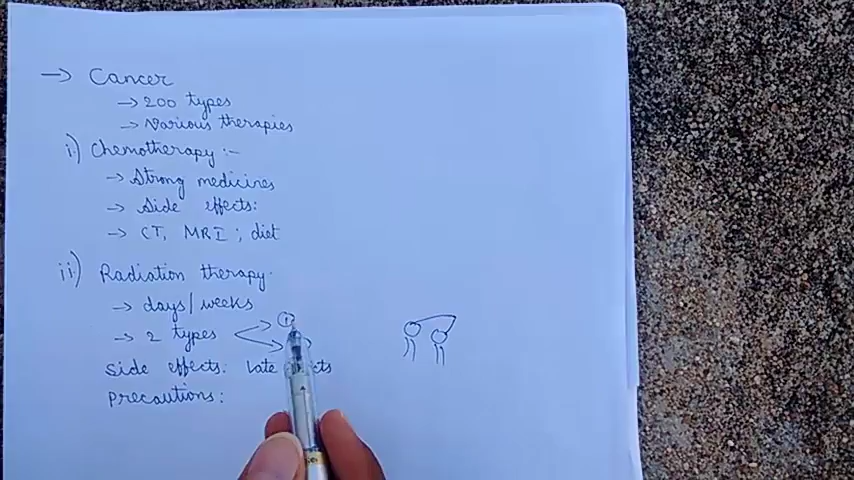 → Cancer
→ 200 types
→ Various therapies
i.) Chemotherapy :-
→ Strong medicines
→ Side effects:
→ CT, MRI ; diet
ii.) Radiation therapy.
→ days/weeks
→ 2 types
①
Side effects: Late
Precautions: